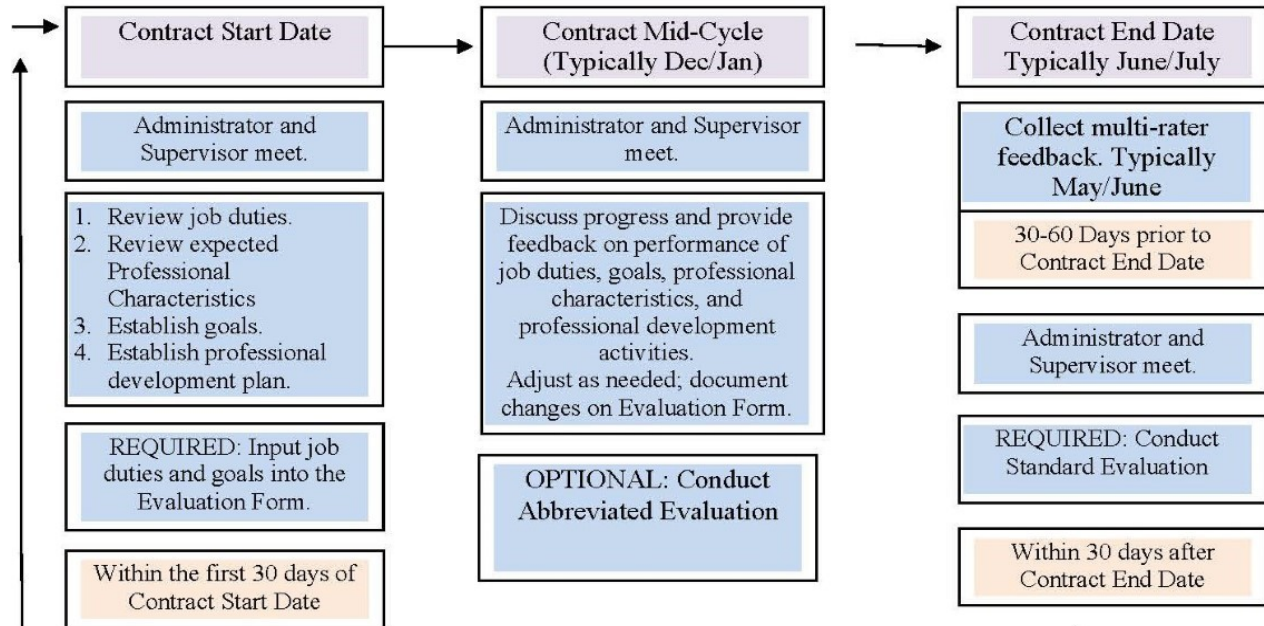 Contract Start Date
Administrator and
Supervisor meet.
1. Review job duties.
2. Review expected
Professional
Characteristics
3. Establish goals.
4. Establish professional
development plan.
REQUIRED: Input job
duties and goals into the
Evaluation Form.
Within the first 30 days of
Contract Start Date
Contract Mid-Cycle
(Typically Dec/Jan)
Administrator and Supervisor
meet.
Discuss progress and provide
feedback on performance of
job duties, goals, professional
characteristics, and
professional development
activities.
Adjust as needed; document
changes on Evaluation Form.
OPTIONAL: Conduct
Abbreviated Evaluation
Contract End Date
Typically June/July
Collect multi-rater
feedback. Typically
May/June
30-60 Days prior to
Contract End Date
Administrator and
Supervisor meet.
REQUIRED: Conduct
Standard Evaluation
Within 30 days after
Contract End Date